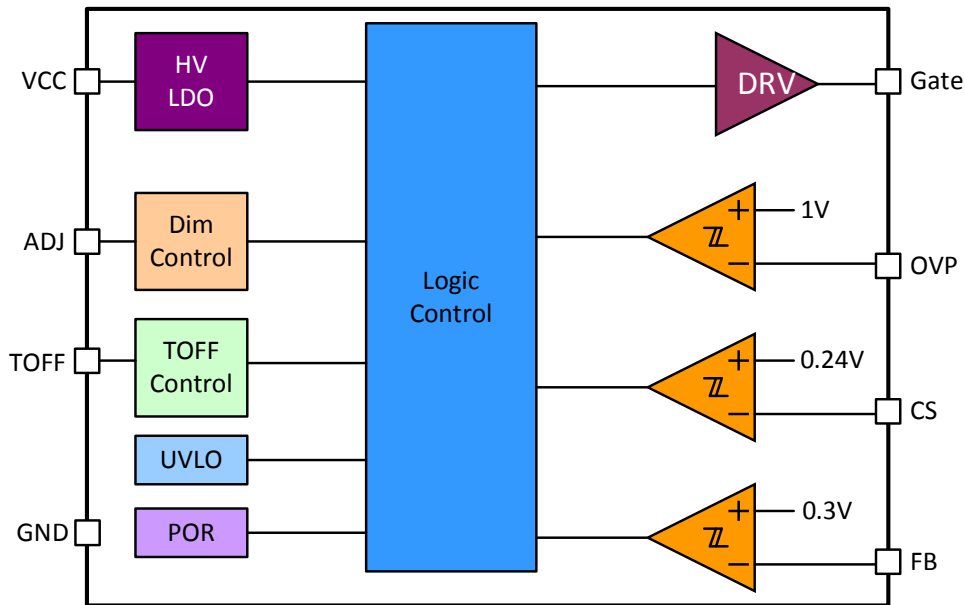 VCC
HV
LDO
DRV
Gate
ADJ
Dim
Control
Logic
Control
+
1V
−
OVP
TOFF
TOFF
Control
+
0.24V
−
CS
UVLO
GND
POR
+
0.3V
−
FB